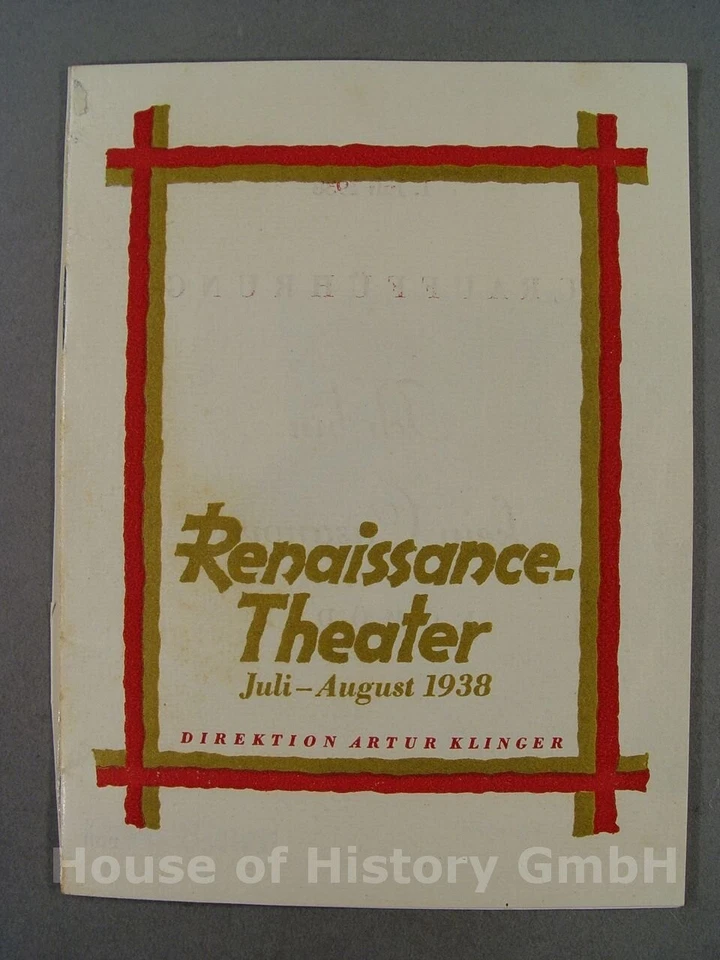 Renaissance-
Theater
Juli–August 1938
DIREKTION ARTUR KLINGER
House of History GmbH